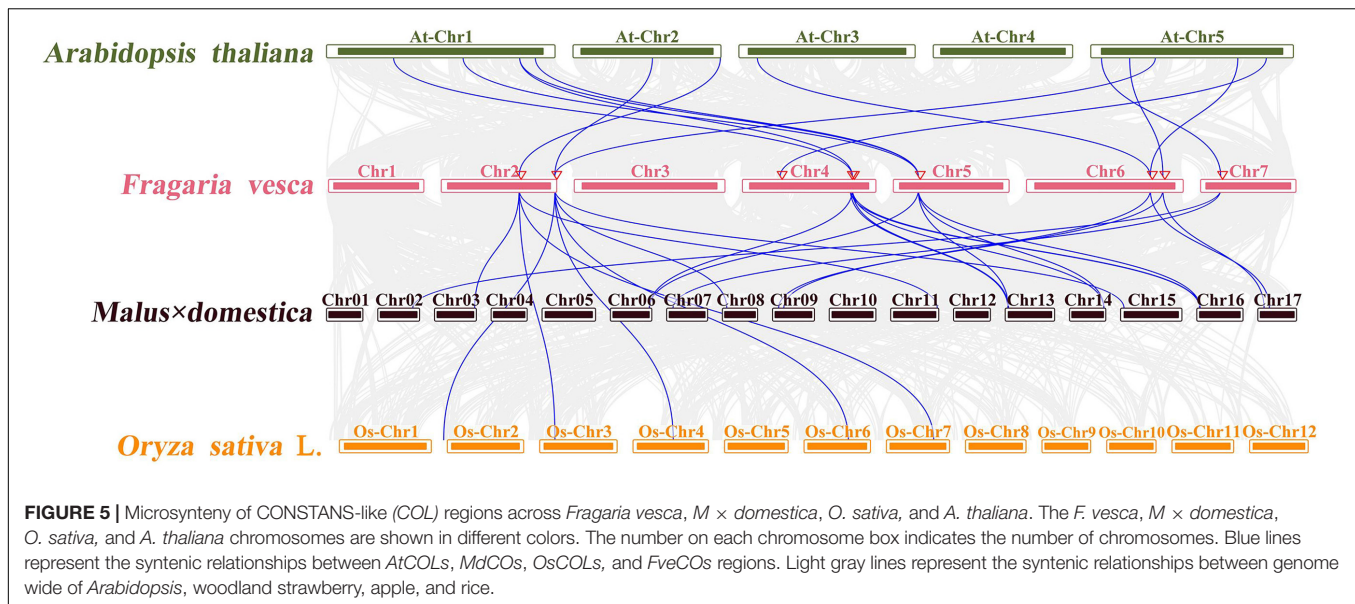 At-Chr1 At-Chr2 At-Chr3 At-Chr4 At-Chr5
Arabidopsis thaliana
Chr1 Chr2 Chr3 Chr4 Chr5 Chr6 Chr7
Fragaria vesca
Chr01 Chr02 Chr03 Chr04 Chr05 Chr06 Chr07 Chr08 Chr09 Chr10 Chr11 Chr12 Chr13 Chr14 Chr15 Chr16 Chr17
Malus×domestica
Os-Chr1 Os-Chr2 Os-Chr3 Os-Chr4 Os-Chr5 Os-Chr6 Os-Chr7 Os-Chr8 Os-Chr9 Os-Chr10 Os-Chr11 Os-Chr12
Oryza sativa L.
FIGURE 5 | Microsynteny of CONSTANS-like (COL) regions across Fragaria vesca, M × domestica, O. sativa, and A. thaliana. The F. vesca, M × domestica,
O. sativa, and A. thaliana chromosomes are shown in different colors. The number on each chromosome box indicates the number of chromosomes. Blue lines
represent the syntenic relationships between AtCOLs, MdCOs, OsCOLs, and FveCOs regions. Light gray lines represent the syntenic relationships between genome
wide of Arabidopsis, woodland strawberry, apple, and rice.